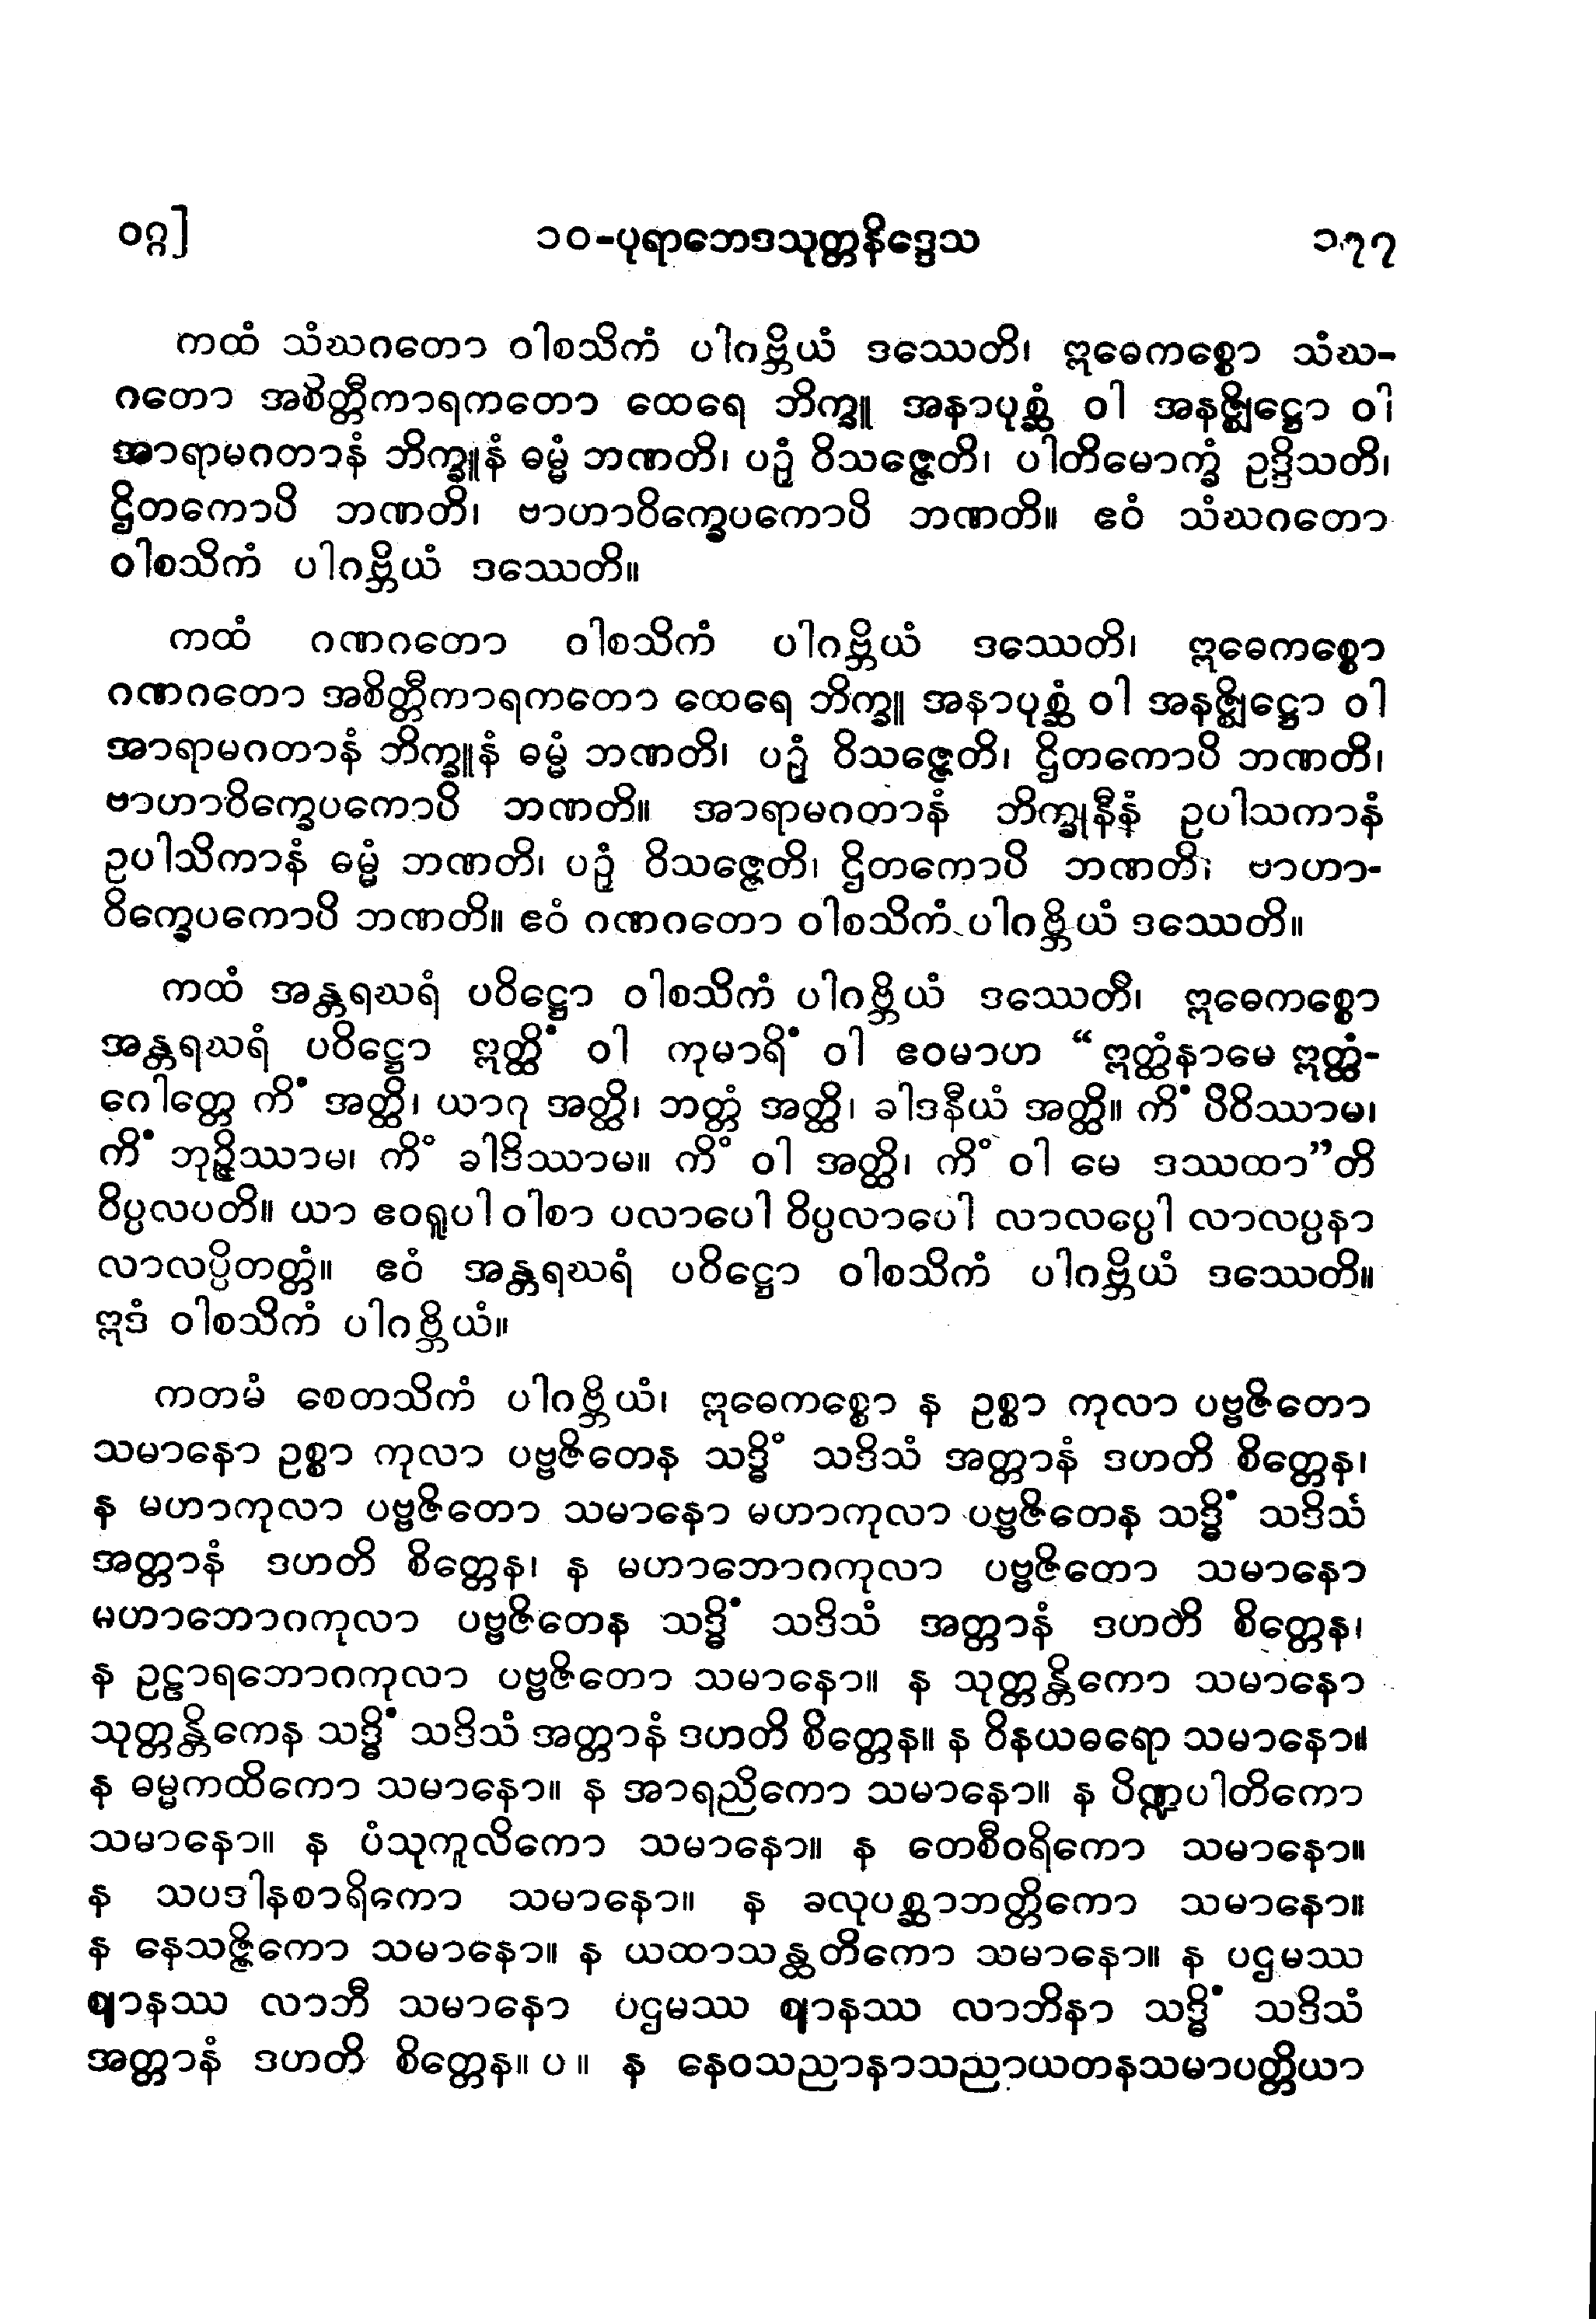 ဝဂ္ဂ]
၁၀-ပုရာဘေဒသုတ္တနိဒ္ဒေသ
၁၇၇
ကထံ သံဃဂတော ဝါစသိကံ ပါဂဗ္ဘိယံ ဒဿေတိ၊ ဣဓေကစ္စော သံဃ-
ဂတော အစိတ္တီကာရကတော ထေရေ ဘိက္ခူ အနာပုစ္ဆံ ဝါ အနဇ္ဈိဋ္ဌော ဝါ
အာရာမဂတာနံ ဘိက္ခူနံ ဓမ္မံ ဘဏတိ၊ ပဉှံ ဝိသဇ္ဇေတိ၊ ပါတိမောက္ခံ ဥဒ္ဒိသတိ၊
ဌိတကောပိ ဘဏတိ၊ ဗာဟာဝိက္ခေပကောပိ ဘဏတိ။ ဧဝံ သံဃဂတော
ဝါစသိကံ ပါဂဗ္ဘိယံ ဒဿေတိ။
ကထံ ဂဏဂတော ဝါစသိကံ ပါဂဗ္ဘိယံ ဒဿေတိ၊ ဣဓေကစ္စော
ဂဏဂတော အစိတ္တီကာရကတော ထေရေ ဘိက္ခူ အနာပုစ္ဆံ ဝါ အနဇ္ဈိဋ္ဌော ဝါ
အာရာမဂတာနံ ဘိက္ခူနံ ဓမ္မံ ဘဏတိ၊ ပဉှံ ဝိသဇ္ဇေတိ၊ ဌိတကောပိ ဘဏတိ၊
ဗာဟာဝိက္ခေပကောပိ ဘဏတိ။ အာရာမဂတာနံ ဘိက္ခုနီနံ ဥပါသကာနံ
ဥပါသိကာနံ ဓမ္မံ ဘဏတိ၊ ပဉှံ ဝိသဇ္ဇေတိ၊ ဌိတကောပိ ဘဏတိ၊ ဗာဟာ-
ဝိက္ခေပကောပိ ဘဏတိ။ ဧဝံ ဂဏဂတော ဝါစသိကံ ပါဂဗ္ဘိယံ ဒဿေတိ။
ကထံ အန္တရဃရံ ပဝိဋ္ဌော ဝါစသိကံ ပါဂဗ္ဘိယံ ဒဿေတိ၊ ဣဓေကစ္စော
အန္တရဃရံ ပဝိဋ္ဌော ဣတ္ထိံ ဝါ ကုမာရိံ ဝါ ဧဝမာဟ “ဣတ္ထံနာမေ ဣတ္ထံ-
ဂေါတ္တေ ကိံ အတ္ထိ၊ ယာဂု အတ္ထိ၊ ဘတ္တံ အတ္ထိ၊ ခါဒနီယံ အတ္ထိ။ ကိံ ပိဝိဿာမ၊
ကိံ ဘုဉ္ဇိဿာမ၊ ကိံ ခါဒိဿာမ။ ကိံ ဝါ အတ္ထိ၊ ကိံ ဝါ မေ ဒဿထာ”တိ
ဝိပ္ပလပတိ။ ယာ ဧဝရူပါ ဝါစာ ပလာပေါ ဝိပ္ပလာပေါ လာလပ္ပေါ လာလပ္ပနာ
လာလပ္ပိတတ္တံ။ ဧဝံ အန္တရဃရံ ပဝိဋ္ဌော ဝါစသိကံ ပါဂဗ္ဘိယံ ဒဿေတိ။
ဣဒံ ဝါစသိကံ ပါဂဗ္ဘိယံ။
ကတမံ စေတသိကံ ပါဂဗ္ဘိယံ၊ ဣဓေကစ္စော န ဥစ္စာ ကုလာ ပဗ္ဗဇိတော
သမာနော ဥစ္စာ ကုလာ ပဗ္ဗဇိတေန သဒ္ဓိံ သဒိသံ အတ္တာနံ ဒဟတိ စိတ္တေန၊
န မဟာကုလာ ပဗ္ဗဇိတော သမာနော မဟာကုလာ ပဗ္ဗဇိတေန သဒ္ဓိံ သဒိသံ
အတ္တာနံ ဒဟတိ စိတ္တေန၊ န မဟာဘောဂကုလာ ပဗ္ဗဇိတော သမာနော
မဟာဘောဂကုလာ ပဗ္ဗဇိတေန သဒ္ဓိံ သဒိသံ အတ္တာနံ ဒဟတိ စိတ္တေန၊
န ဥဠာရဘောဂကုလာ ပဗ္ဗဇိတော သမာနော။ န သုတ္တန္တိကော သမာနော
သုတ္တန္တိကေန သဒ္ဓိံ သဒိသံ အတ္တာနံ ဒဟတိ စိတ္တေန။ န ဝိနယဓရော သမာနော။
န ဓမ္မကထိကော သမာနော။ န အာရညိကော သမာနော။ န ပိဏ္ဍပါတိကော
သမာနော။ န ပံသုကူလိကော သမာနော။ န တေစီဝရိကော သမာနော။
န သပဒါနစာရိကော သမာနော။ န ခလုပစ္ဆာဘတ္တိကော သမာနော။
န နေသဇ္ဇိကော သမာနော။ န ယထာသန္ထတိကော သမာနော။ န ပဌမဿ
ဈာနဿ လာဘီ သမာနော ပဌမဿ ဈာနဿ လာဘိနာ သဒ္ဓိံ သဒိသံ
အတ္တာနံ ဒဟတိ စိတ္တေန။ ပ ။ န နေဝသညာနာသညာယတနသမာပတ္တိယာ